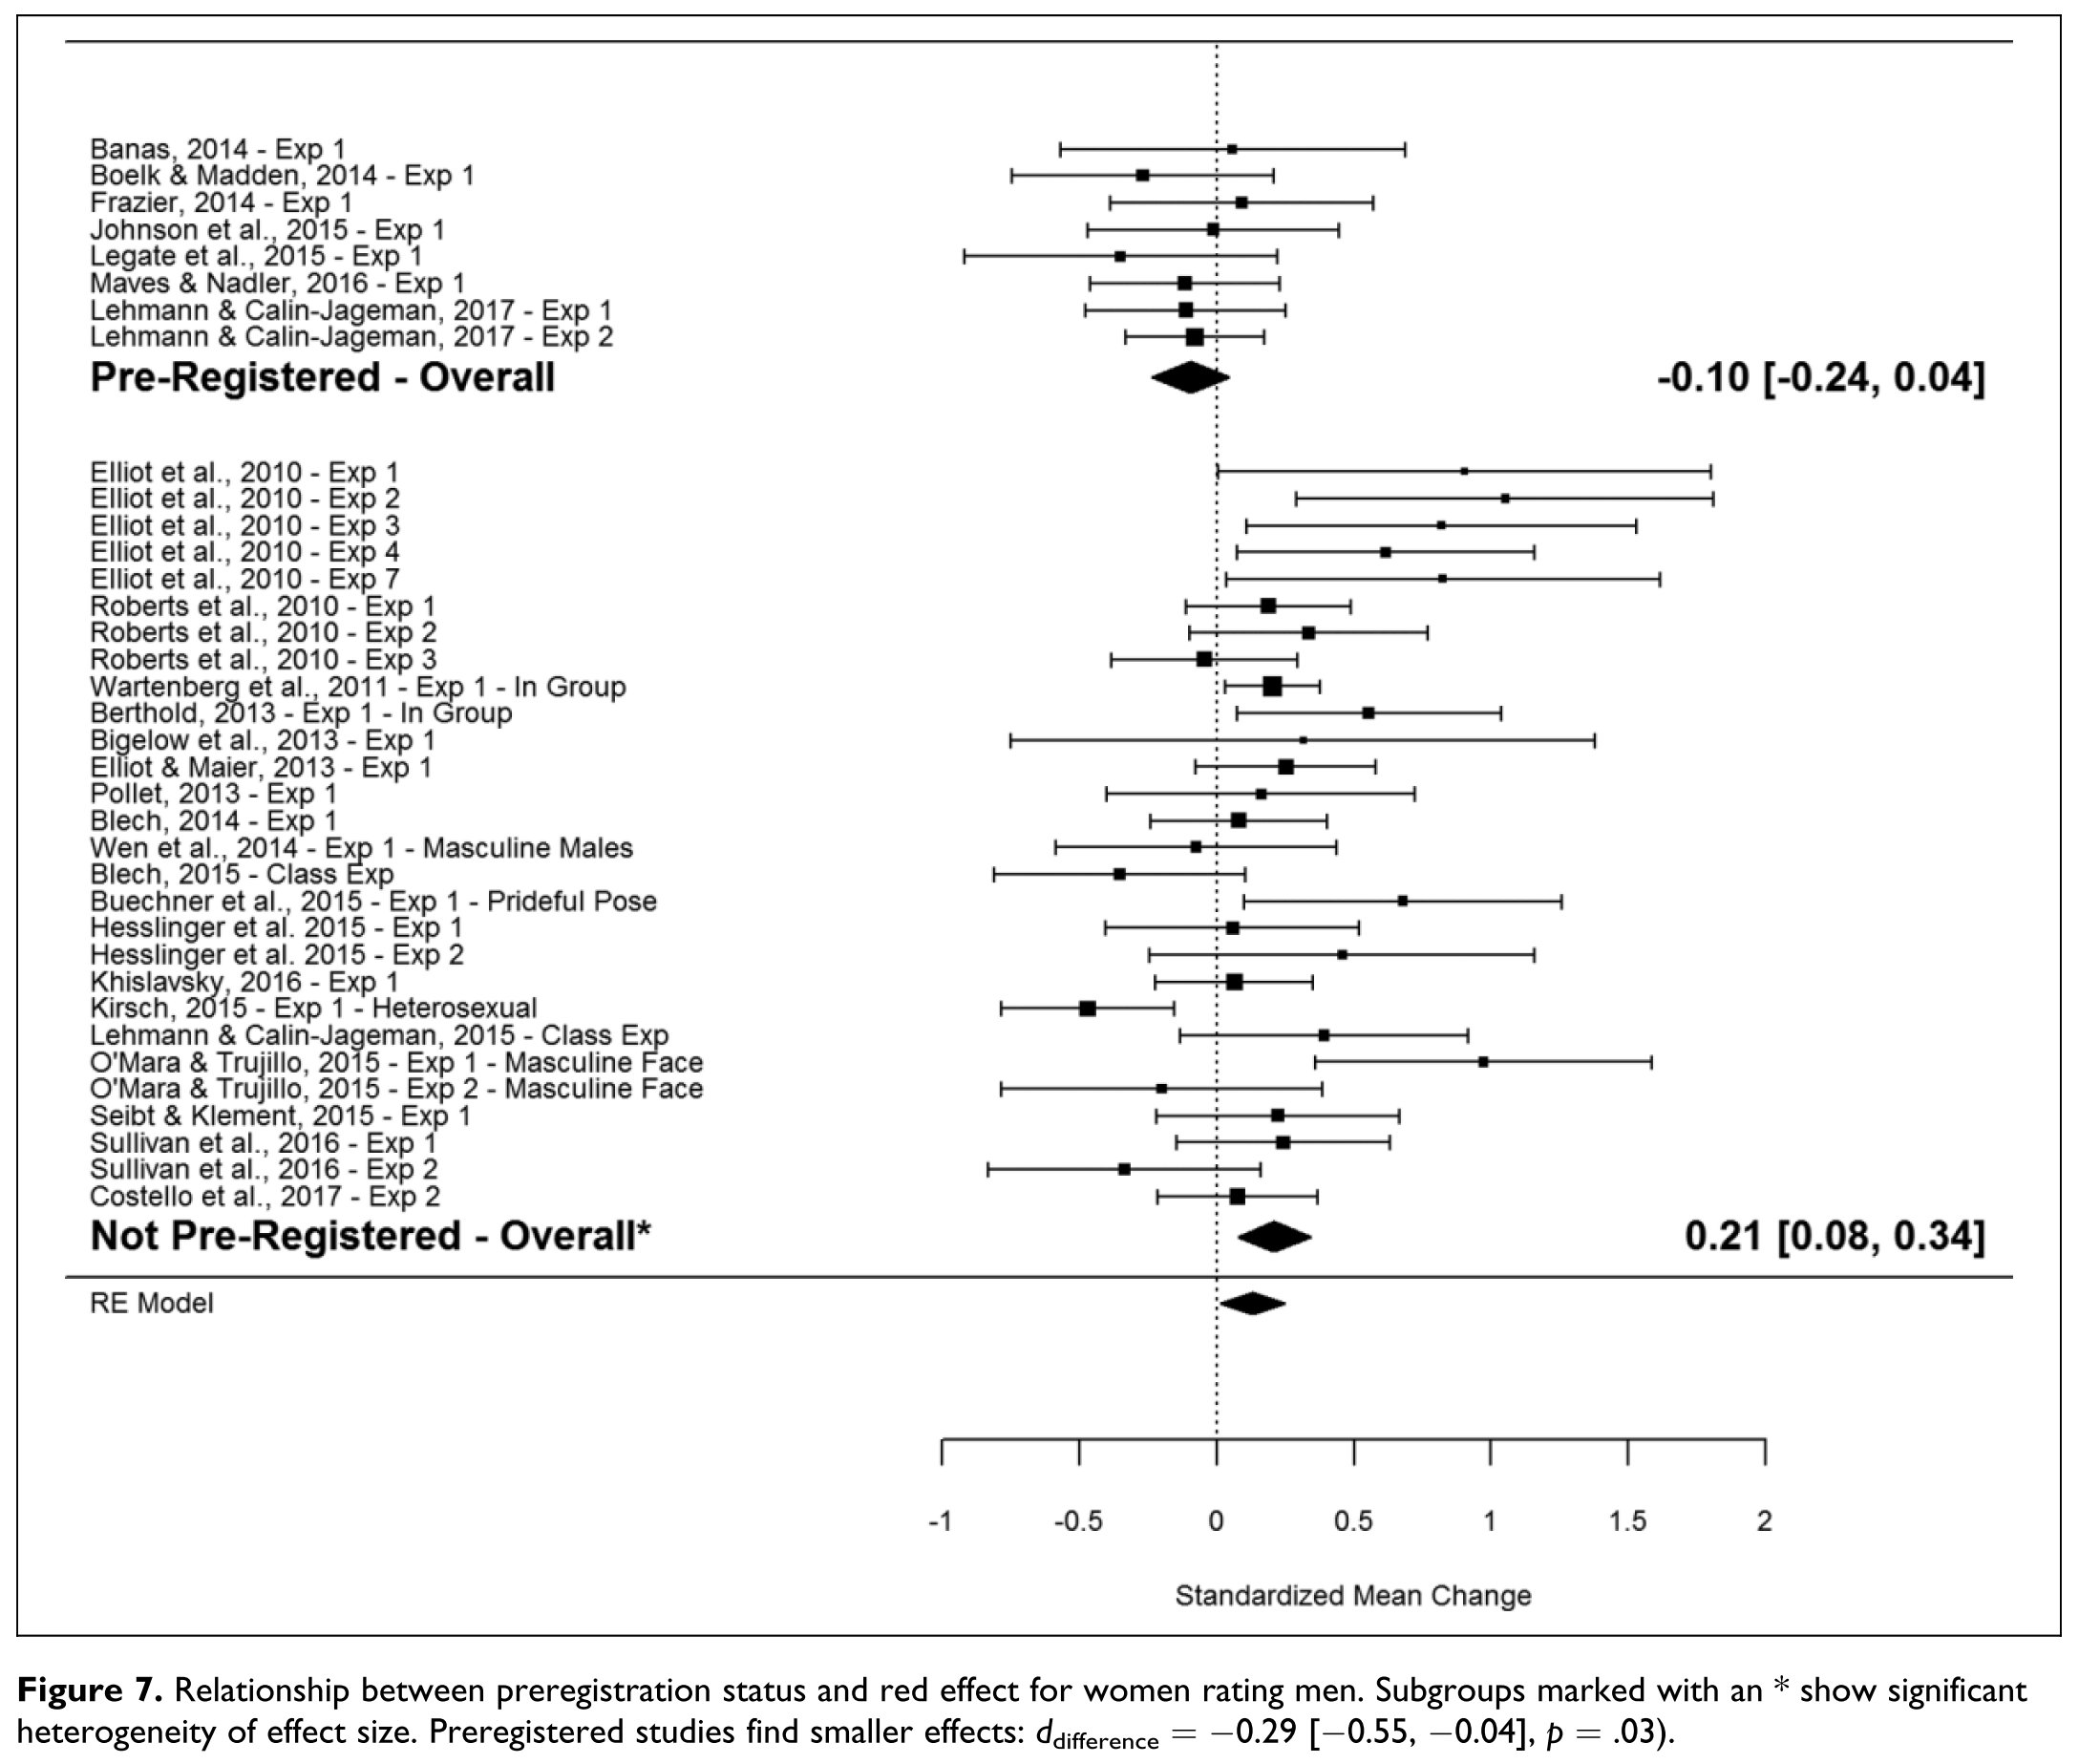 Banas, 2014 - Exp 1
Boelk & Madden, 2014 - Exp 1
Frazier, 2014 - Exp 1
Johnson et al., 2015 - Exp 1
Legate et al., 2015 - Exp 1
Maves & Nadler, 2016 - Exp 1
Lehmann & Calin-Jageman, 2017 - Exp 1
Lehmann & Calin-Jageman, 2017 - Exp 2
Pre-Registered - Overall -0.10 [-0.24, 0.04]
Elliot et al., 2010 - Exp 1
Elliot et al., 2010 - Exp 2
Elliot et al., 2010 - Exp 3
Elliot et al., 2010 - Exp 4
Elliot et al., 2010 - Exp 7
Roberts et al., 2010 - Exp 1
Roberts et al., 2010 - Exp 2
Roberts et al., 2010 - Exp 3
Wartenberg et al., 2011 - Exp 1 - In Group
Berthold, 2013 - Exp 1 - In Group
Bigelow et al., 2013 - Exp 1
Elliot & Maier, 2013 - Exp 1
Pollet, 2013 - Exp 1
Blech, 2014 - Exp 1
Wen et al., 2014 - Exp 1 - Masculine Males
Blech, 2015 - Class Exp
Buechner et al., 2015 - Exp 1 - Prideful Pose
Hesslinger et al. 2015 - Exp 1
Hesslinger et al. 2015 - Exp 2
Khislavsky, 2016 - Exp 1
Kirsch, 2015 - Exp 1 - Heterosexual
Lehmann & Calin-Jageman, 2015 - Class Exp
O'Mara & Trujillo, 2015 - Exp 1 - Masculine Face
O'Mara & Trujillo, 2015 - Exp 2 - Masculine Face
Seibt & Klement, 2015 - Exp 1
Sullivan et al., 2016 - Exp 1
Sullivan et al., 2016 - Exp 2
Costello et al., 2017 - Exp 2
Not Pre-Registered - Overall* 0.21 [0.08, 0.34]
RE Model
-1 -0.5 0 0.5 1 1.5 2
Standardized Mean Change
Figure 7. Relationship between preregistration status and red effect for women rating men. Subgroups marked with an * show significant
heterogeneity of effect size. Preregistered studies find smaller effects: d_difference = −0.29 [−0.55, −0.04], p = .03).